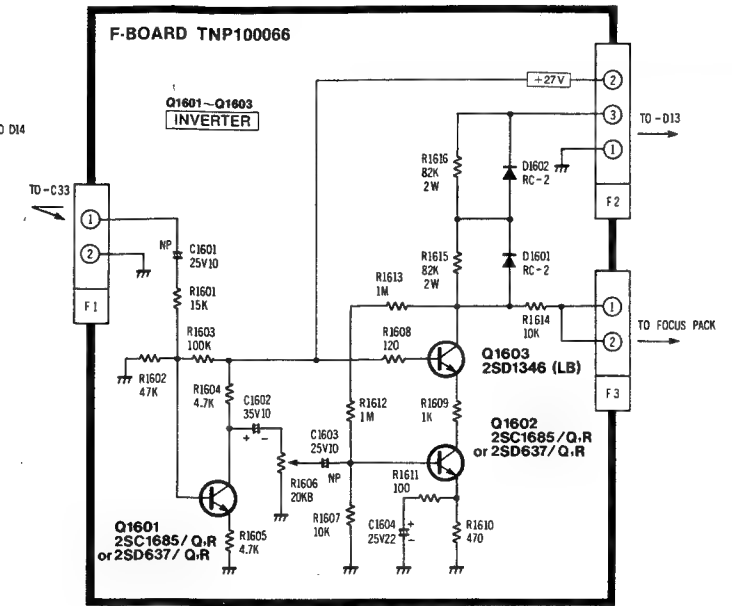 F-BOARD TNP100066
Q1601~Q1603
INVERTER
+27V
2
3
1
TO -D13
F2
O D14
TO-C33
1
2
F1
NP
C1601
25V10
R1601
15K
R1602
47K
R1603
100K
R1604
4.7K
C1602
35V10
+ -
R1606
20KB
C1603
25V10
NP
Q1601
2SC1685/Q,R
or 2SD637/Q,R
R1605
4.7K
R1607
10K
R1612
1M
R1613
1M
R1608
120
R1616
82K
2W
D1602
RC-2
R1615
82K
2W
D1601
RC-2
R1614
10K
1
2
TO FOCUS PACK
F3
Q1603
2SD1346 (LB)
R1609
1K
Q1602
2SC1685/Q,R
or 2SD637/Q,R
R1611
100
C1604
25V22
+
-
R1610
470